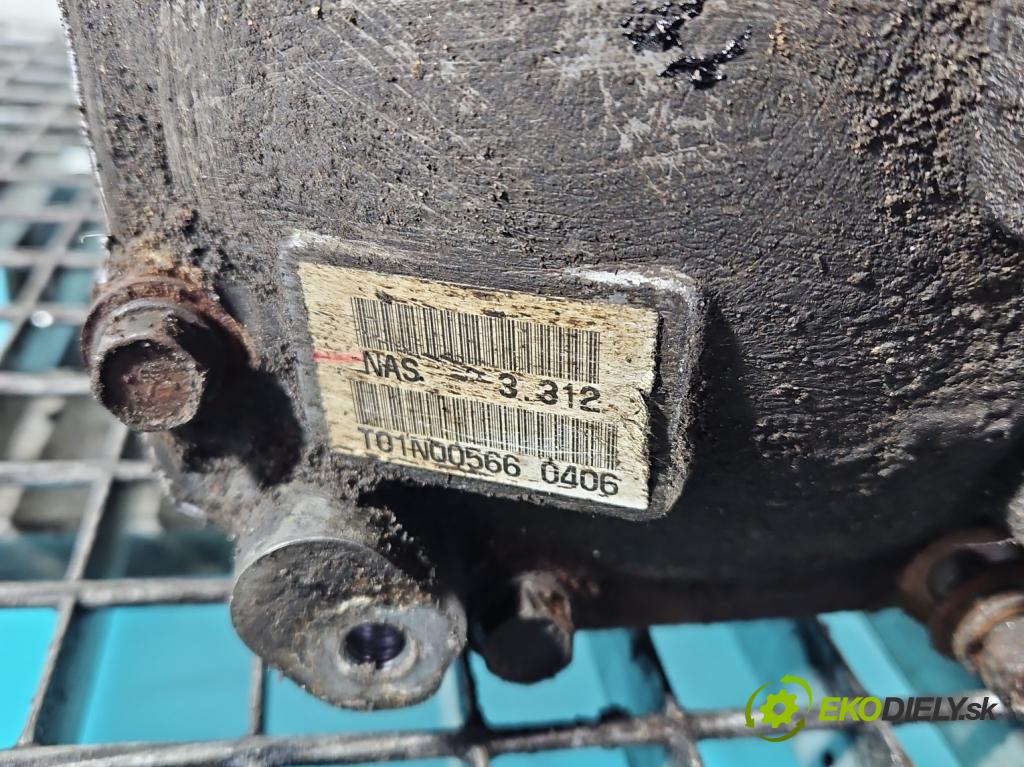 NAS. 3.312
T01N00566 0406
EKODIELY.sk